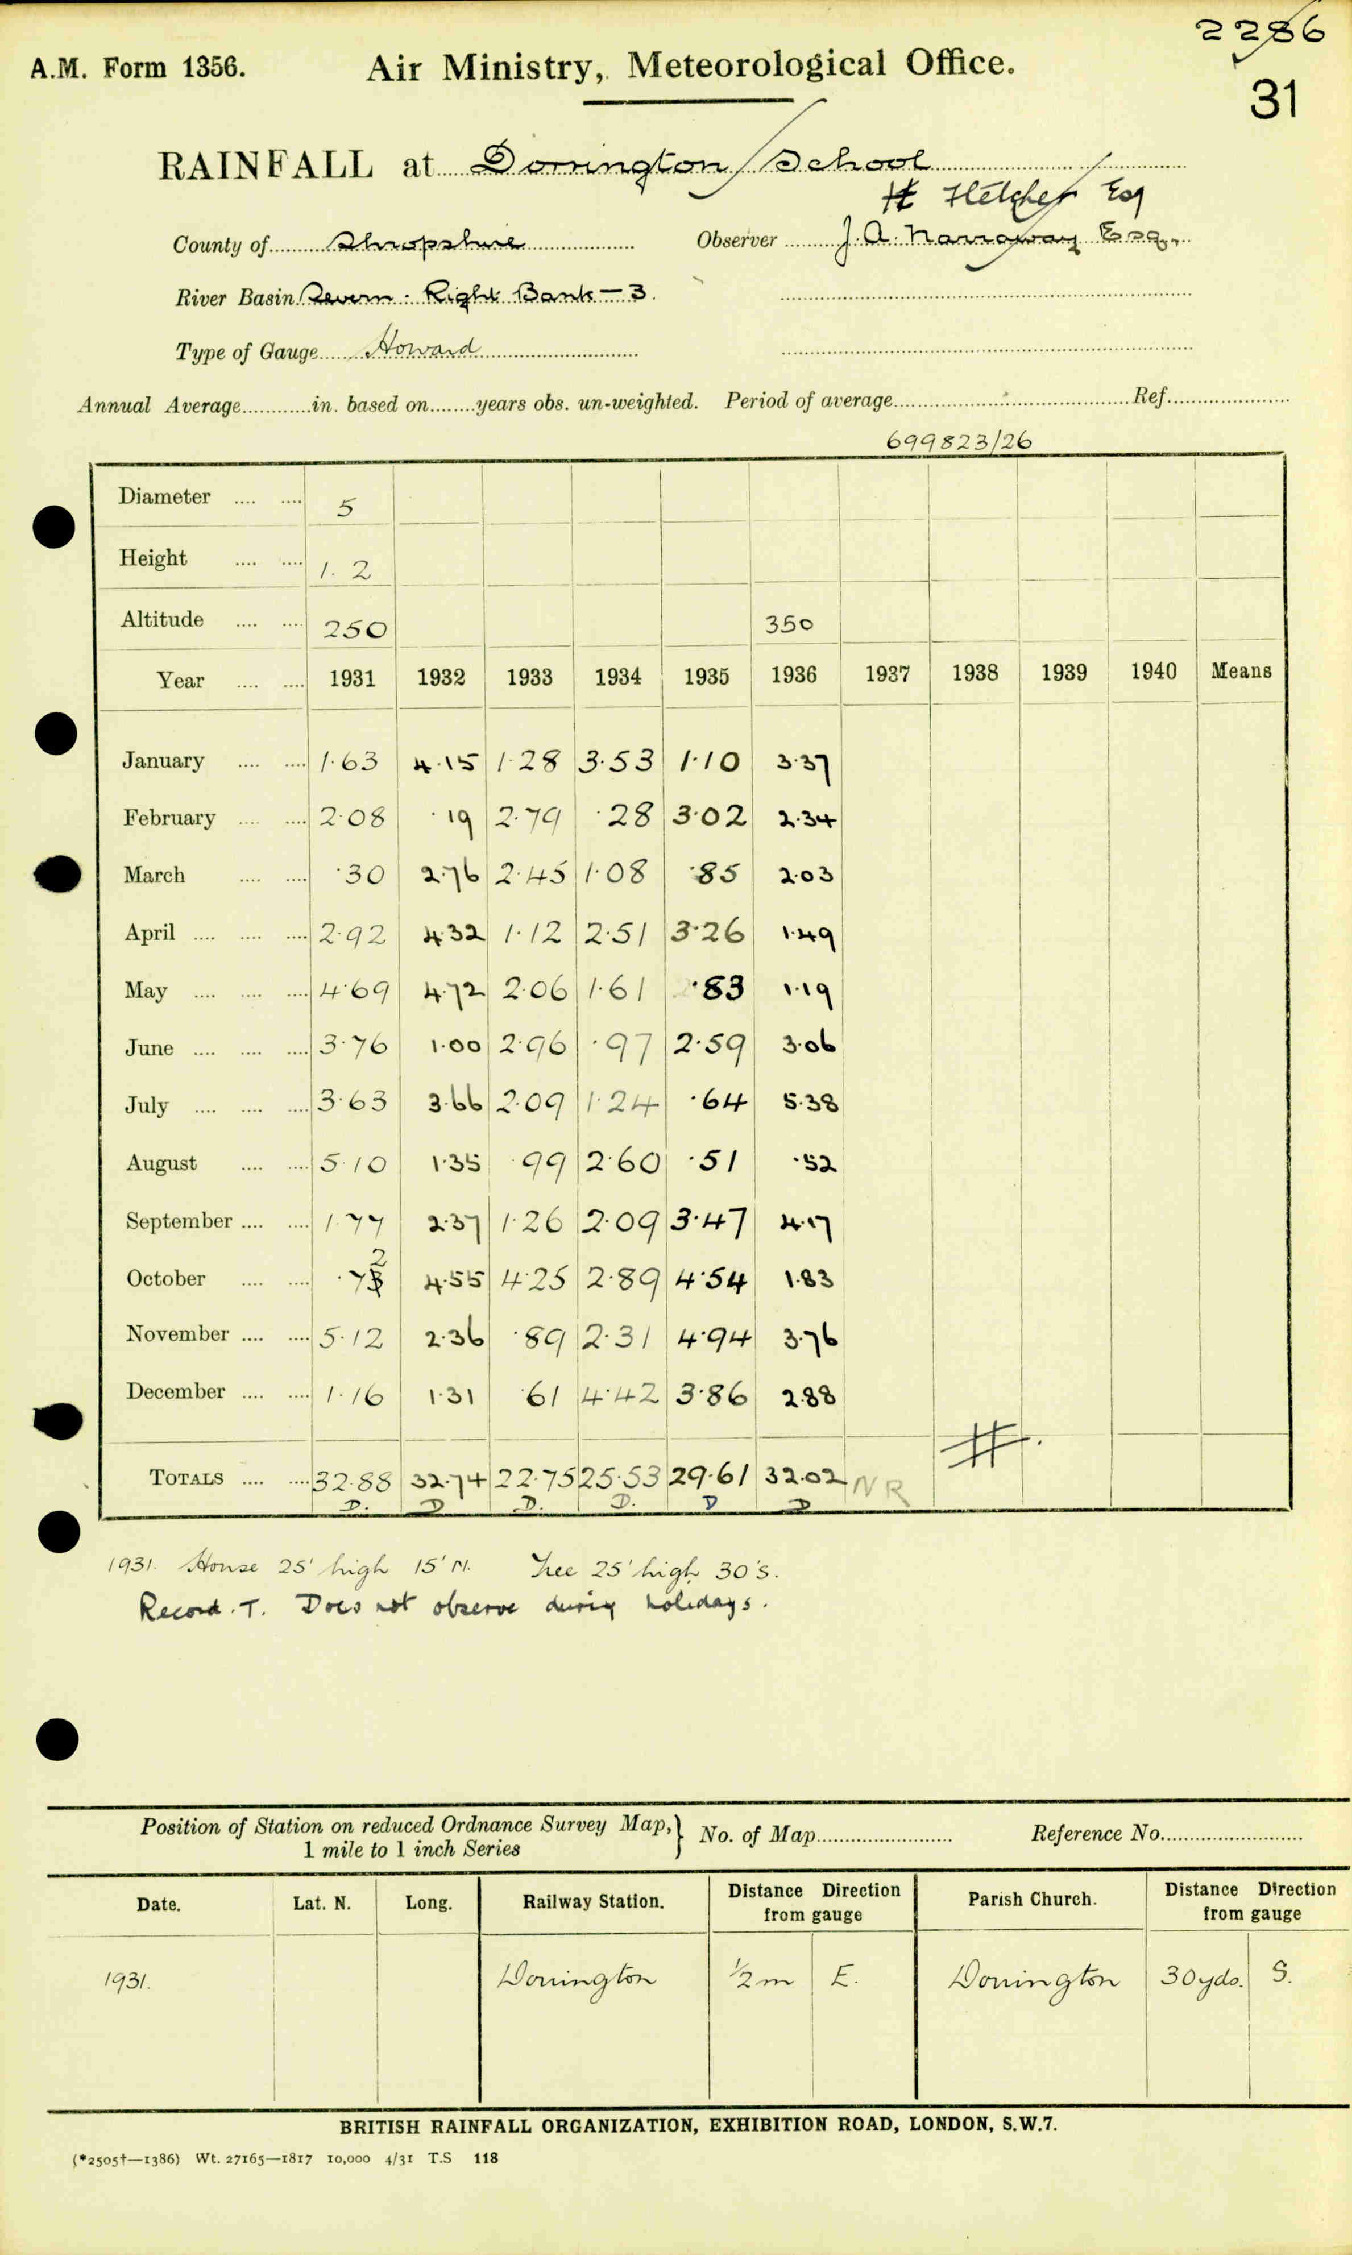 2286
A.M. Form 1356. Air Ministry, Meteorological Office.
31
RAINFALL at Dorrington School
H Fletcher Esq
County of Shropshire Observer J. A. Narraway Esq.
River Basin Severn - Right Bank - 3.
Type of Gauge Howard
Annual Average in. based on years obs. un-weighted. Period of average Ref.
699823/26
Diameter 5
Height 1. 2
Altitude 250 350
Year 1931 1932 1933 1934 1935 1936 1937 1938 1939 1940 Means
January 1.63 4.15 1.28 3.53 1.10 3.37
February 2.08 .19 2.79 .28 3.02 2.34
March .30 2.76 2.45 1.08 .85 2.03
April 2.92 4.32 1.12 2.51 3.26 1.49
May 4.69 4.72 2.06 1.61 .83 1.19
June 3.76 1.00 2.96 .97 2.59 3.06
July 3.63 3.66 2.09 1.24 .64 5.38
August 5.10 1.35 .99 2.60 .51 .52
September 1.77 2.37 1.26 2.09 3.47 4.17
October .72 4.55 4.25 2.89 4.54 1.83
November 5.12 2.36 .89 2.31 4.94 3.76
December 1.16 1.31 .61 4.42 3.86 2.88
TOTALS 32.88 32.74 22.75 25.53 29.61 32.02 NR
D. D D. D. D D
1931. House 25' high 15' N. Tree 25' high 30' S.
Record. T. Does not observe during holidays.
Position of Station on reduced Ordnance Survey Map, 1 mile to 1 inch Series } No. of Map Reference No.
Date. Lat. N. Long. Railway Station. Distance Direction from gauge Parish Church. Distance Direction from gauge
1931. Dorrington ½ m E. Dorrington 30 yds. S.
BRITISH RAINFALL ORGANIZATION, EXHIBITION ROAD, LONDON, S.W.7.
(*2505†—1386) Wt. 27165—1817 10,000 4/31 T.S 118